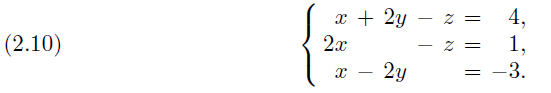 (2.10)
x + 2y − z = 4,
2x − z = 1,
x − 2y = −3.